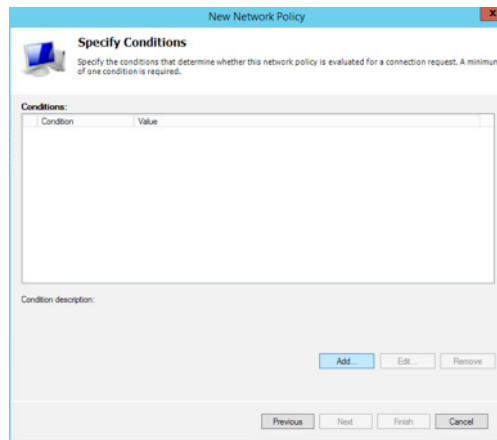 New Network Policy
X
Specify Conditions
Specify the conditions that determine whether this network policy is evaluated for a connection request. A minimum
of one condition is required.
Conditions:
Condition Value
Condition description:
Add... Edit... Remove
Previous Next Finish Cancel